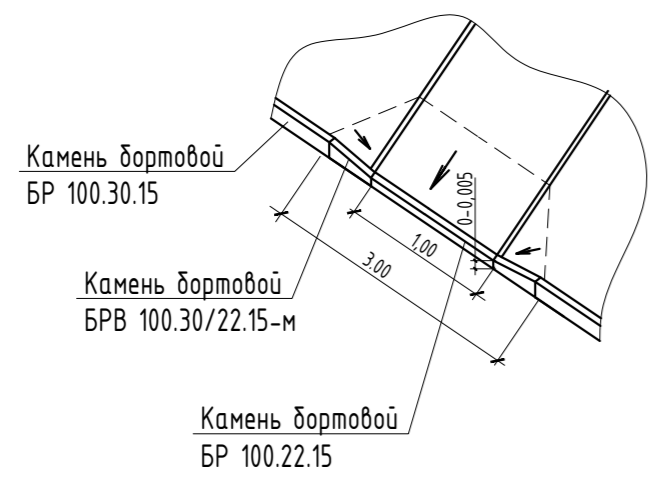 Камень бортовой
БР 100.30.15
0-0,005
1,00
3.00
Камень бортовой
БРВ 100.30/22.15-м
Камень бортовой
БР 100.22.15